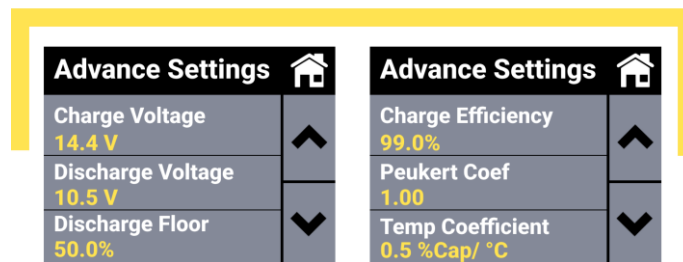 Advance Settings
Charge Voltage
14.4 V
Discharge Voltage
10.5 V
Discharge Floor
50.0%
Advance Settings
Charge Efficiency
99.0%
Peukert Coef
1.00
Temp Coefficient
0.5 %Cap/ °C